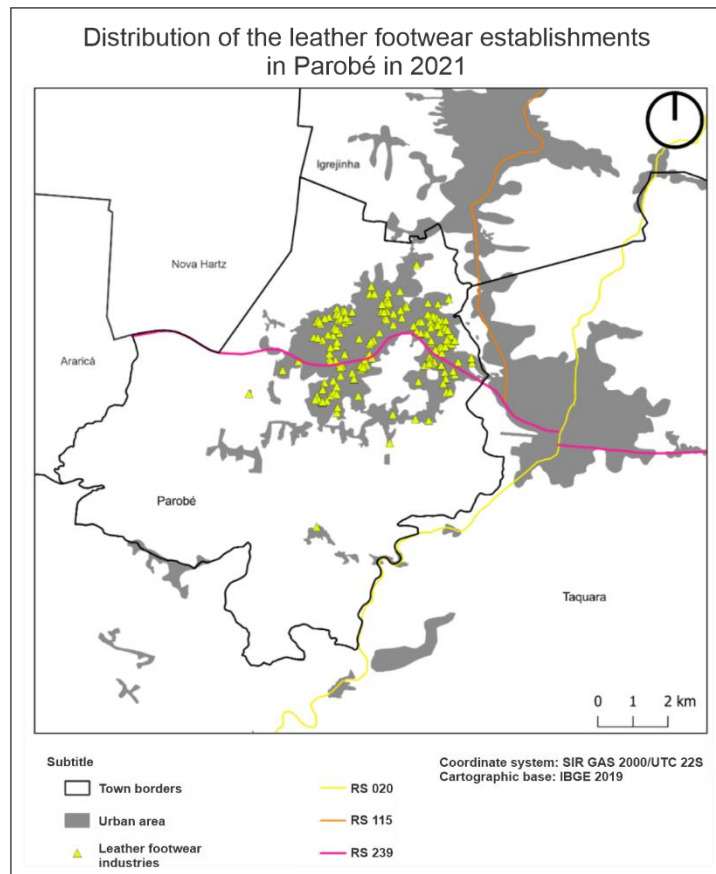 Distribution of the leather footwear establishments
in Parobé in 2021
Igrejinha
Nova Hartz
Araricá
Parobé
Taquara
0 1 2 km
Subtitle
Town borders
Urban area
Leather footwear
industries
RS 020
RS 115
RS 239
Coordinate system: SIR GAS 2000/UTC 22S
Cartographic base: IBGE 2019